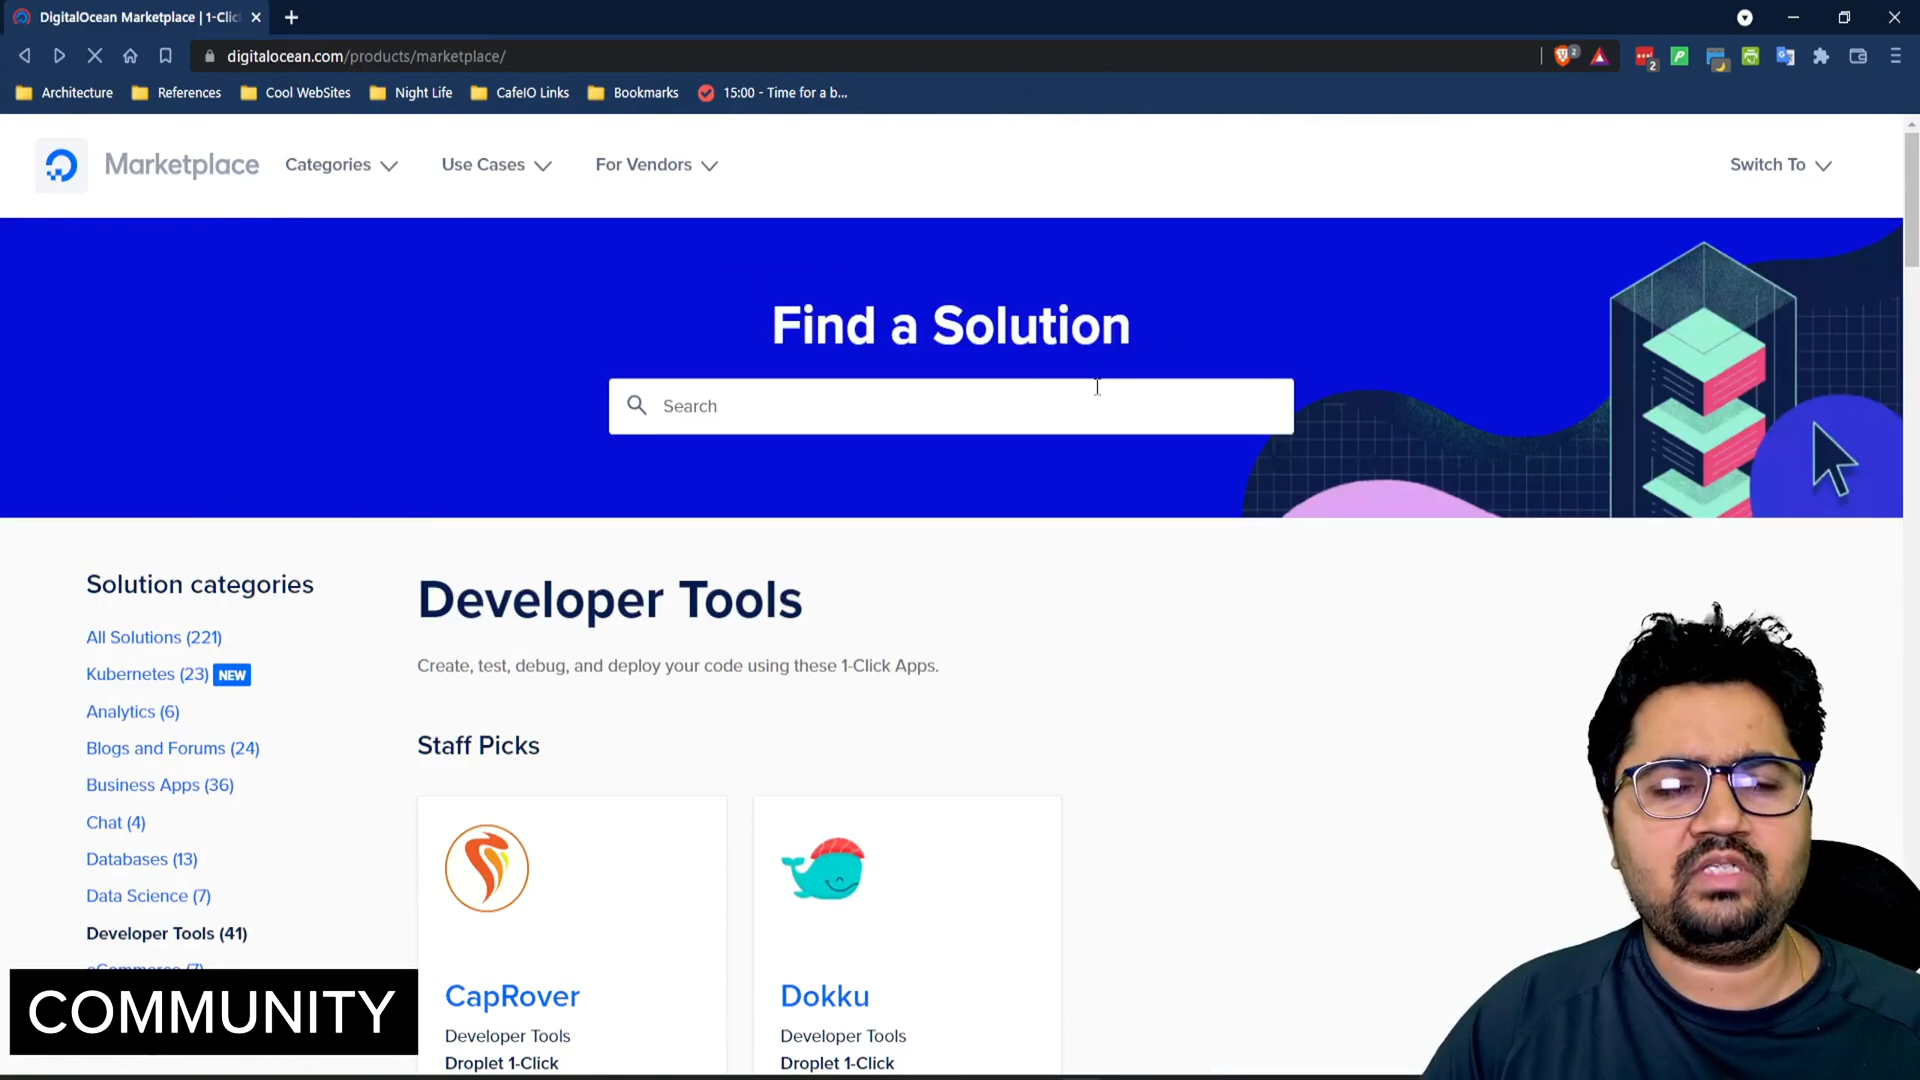 DigitalOcean Marketplace | 1-Clic
digitalocean.com/products/marketplace/
2
2
Architecture
References
Cool WebSites
Night Life
CafeIO Links
Bookmarks
15:00 - Time for a b...
Marketplace
Categories
Use Cases
For Vendors
Switch To
Find a Solution
Search
Solution categories
All Solutions (221)
Kubernetes (23) NEW
Analytics (6)
Blogs and Forums (24)
Business Apps (36)
Chat (4)
Databases (13)
Data Science (7)
Developer Tools (41)
eCommerce (7)
COMMUNITY
Developer Tools
Create, test, debug, and deploy your code using these 1-Click Apps.
Staff Picks
CapRover
Developer Tools
Droplet 1-Click
Dokku
Developer Tools
Droplet 1-Click